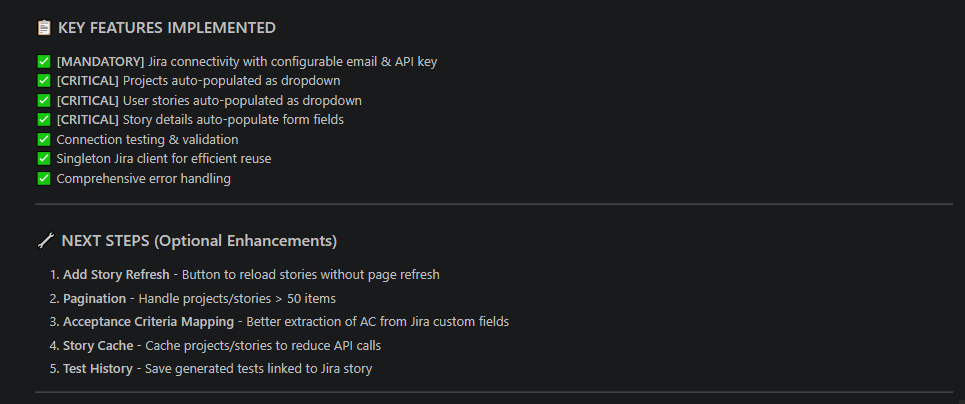 📋 KEY FEATURES IMPLEMENTED
✅ [MANDATORY] Jira connectivity with configurable email & API key
✅ [CRITICAL] Projects auto-populated as dropdown
✅ [CRITICAL] User stories auto-populated as dropdown
✅ [CRITICAL] Story details auto-populate form fields
✅ Connection testing & validation
✅ Singleton Jira client for efficient reuse
✅ Comprehensive error handling
🔧 NEXT STEPS (Optional Enhancements)
1. Add Story Refresh - Button to reload stories without page refresh
2. Pagination - Handle projects/stories > 50 items
3. Acceptance Criteria Mapping - Better extraction of AC from Jira custom fields
4. Story Cache - Cache projects/stories to reduce API calls
5. Test History - Save generated tests linked to Jira story